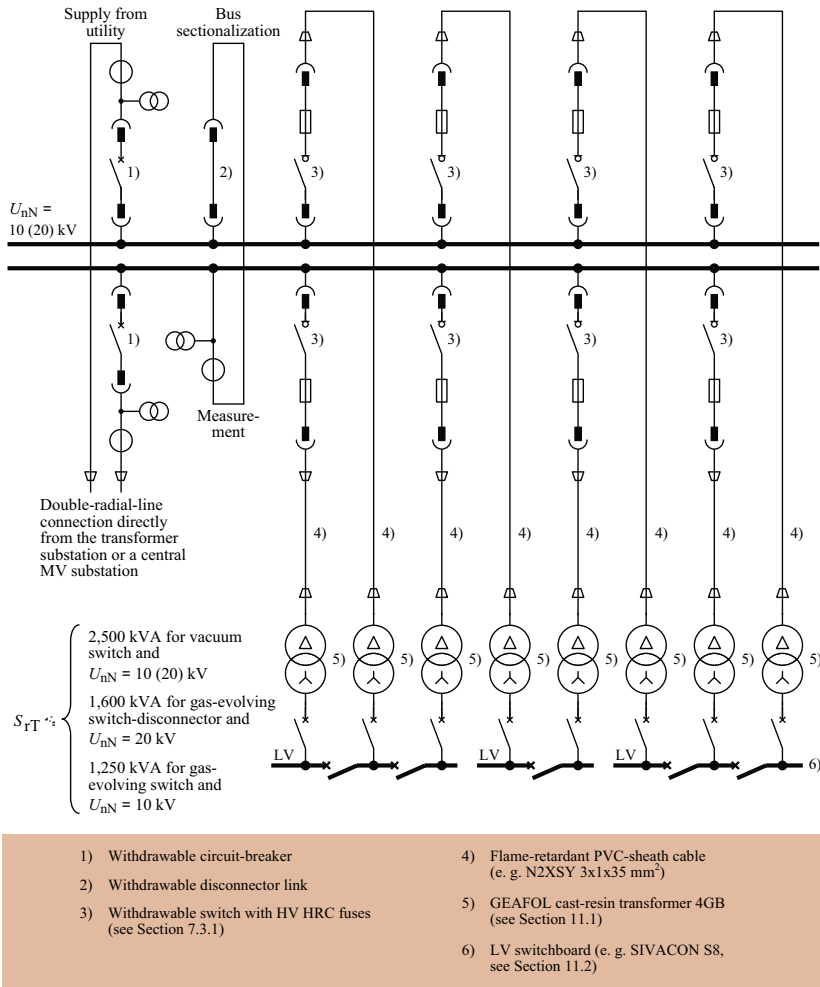 Supply from
utility
Bus
sectionalization
1)
2)
3)
3)
3)
3)
UnN =
10 (20) kV
1)
3)
3)
3)
3)
Measure-
ment
Double-radial-line
connection directly
from the transformer
substation or a central
MV substation
4)
4)
4)
4)
4)
4)
4)
4)
SrT
2,500 kVA for vacuum
switch and
UnN = 10 (20) kV
1,600 kVA for gas-evolving
switch-disconnector and
UnN = 20 kV
1,250 kVA for gas-
evolving switch and
UnN = 10 kV
5)
5)
5)
5)
5)
5)
5)
5)
LV
LV
LV
6)
1) Withdrawable circuit-breaker
2) Withdrawable disconnector link
3) Withdrawable switch with HV HRC fuses
(see Section 7.3.1)
4) Flame-retardant PVC-sheath cable
(e. g. N2XSY 3x1x35 mm²)
5) GEAFOL cast-resin transformer 4GB
(see Section 11.1)
6) LV switchboard (e. g. SIVACON S8,
see Section 11.2)